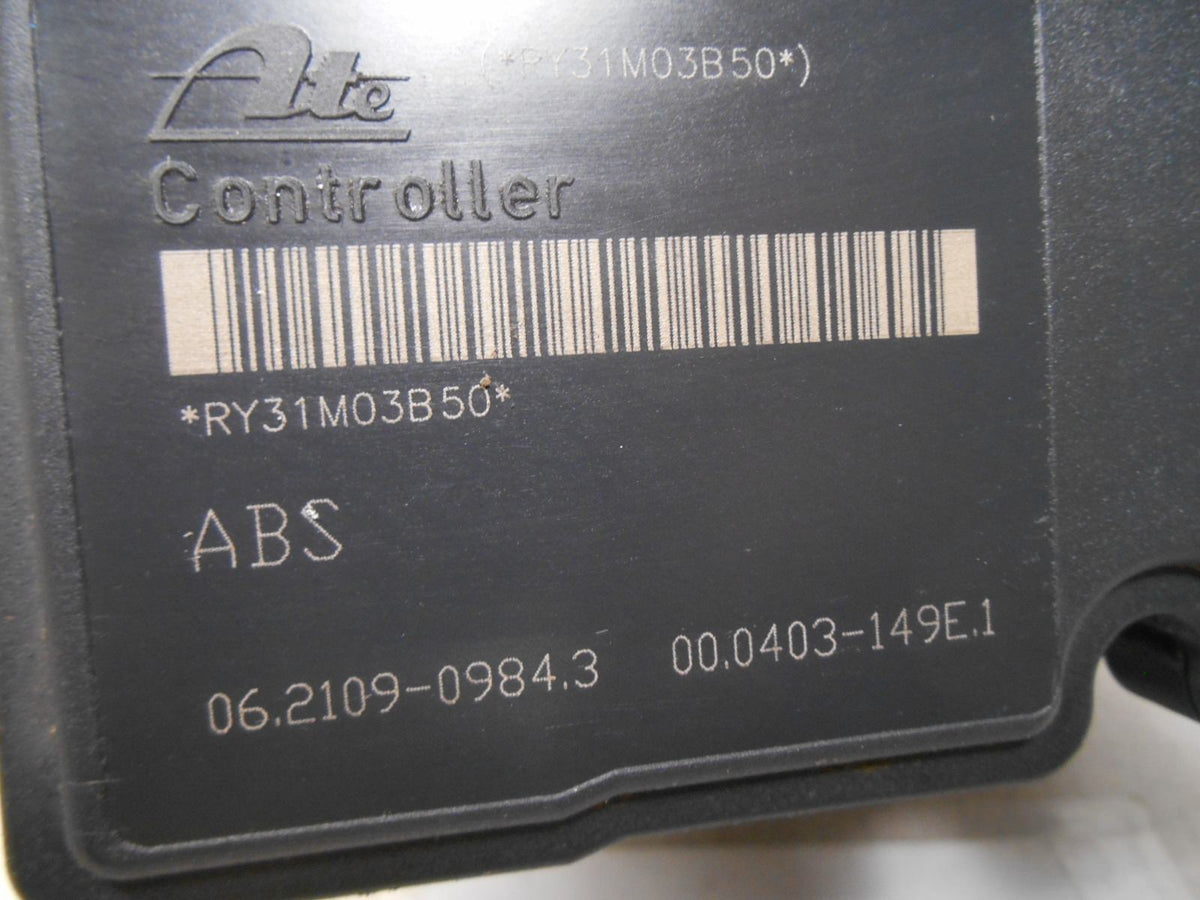 Ate (*RY31M03B50*)
Controller
*RY31M03B50*
ABS
06.2109-0984.3 00.0403-149E.1